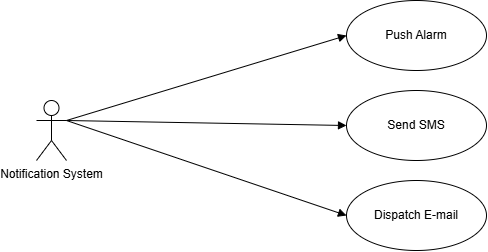 Push Alarm
Send SMS
Notification System
Dispatch E-mail